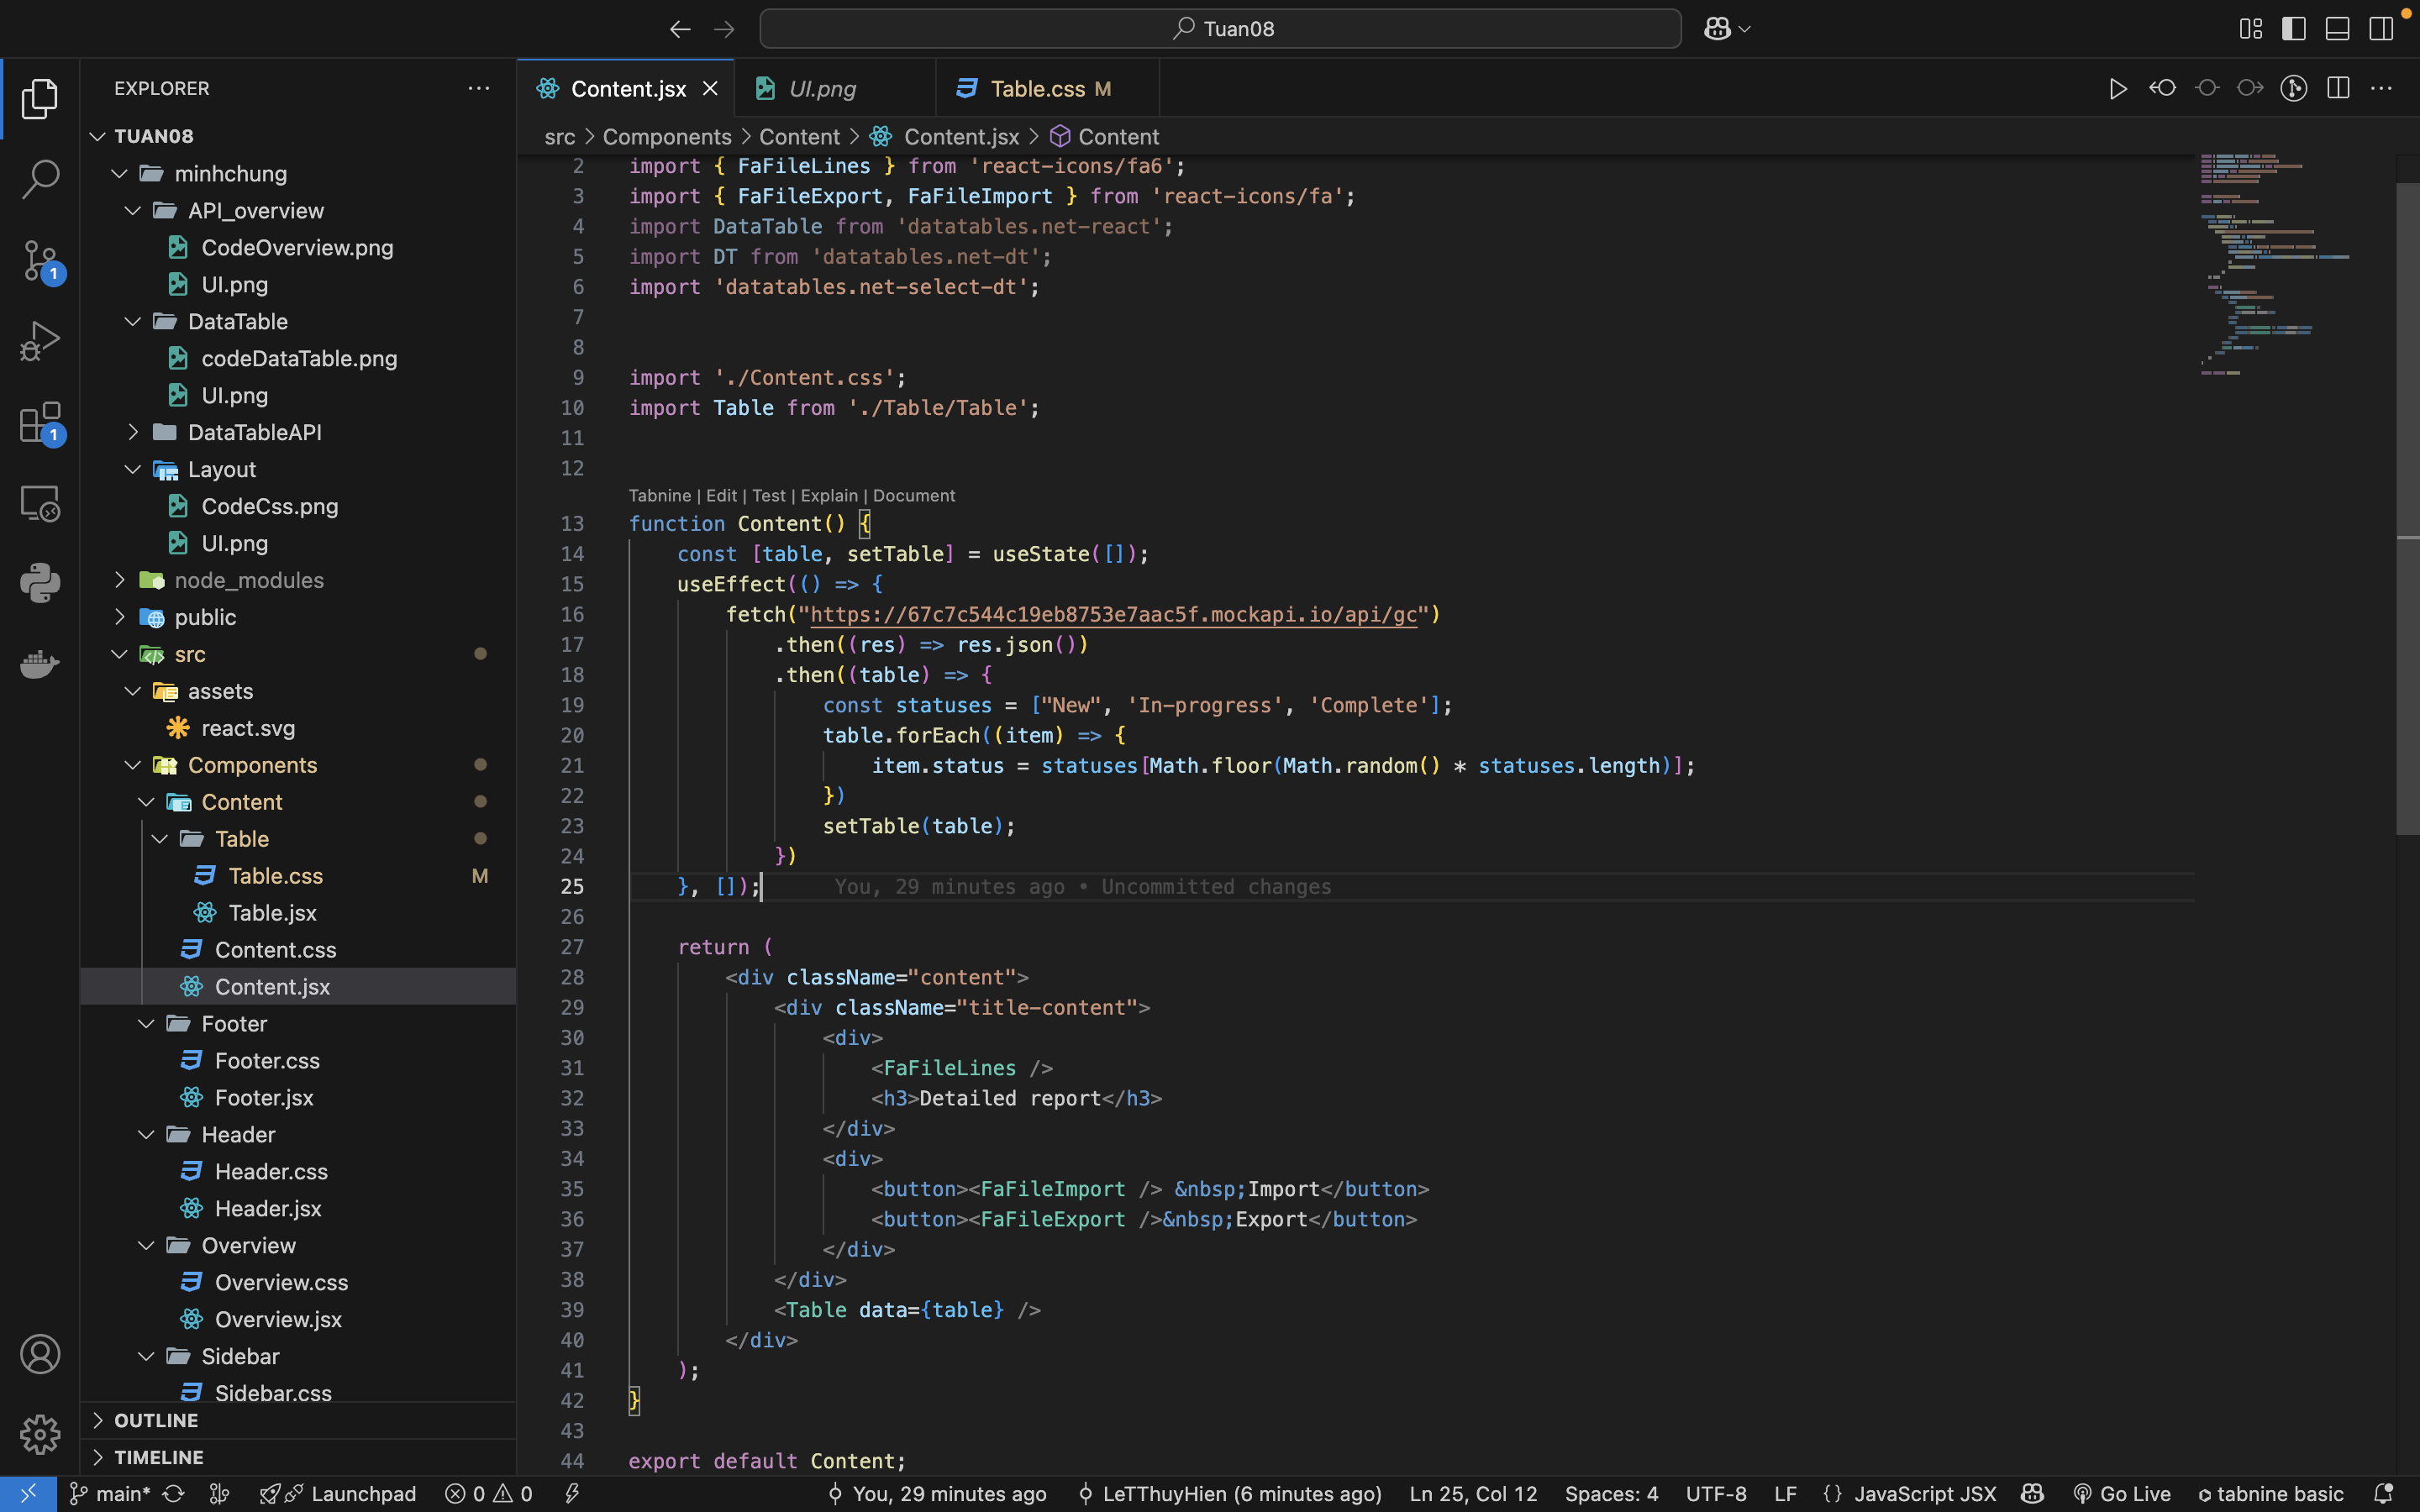 Tuan08
EXPLORER
TUAN08
minhchung
API_overview
CodeOverview.png
UI.png
DataTable
codeDataTable.png
UI.png
DataTableAPI
Layout
CodeCss.png
UI.png
node_modules
public
src
assets
react.svg
Components
Content
Table
Table.css M
Table.jsx
Content.css
Content.jsx
Footer
Footer.css
Footer.jsx
Header
Header.css
Header.jsx
Overview
Overview.css
Overview.jsx
Sidebar
Sidebar.css
OUTLINE
TIMELINE
1
1
Content.jsx UI.png Table.css M
src > Components > Content > Content.jsx > Content
2 import { FaFileLines } from 'react-icons/fa6';
3 import { FaFileExport, FaFileImport } from 'react-icons/fa';
4 import DataTable from 'datatables.net-react';
5 import DT from 'datatables.net-dt';
6 import 'datatables.net-select-dt';
7
8
9 import './Content.css';
10 import Table from './Table/Table';
11
12
Tabnine | Edit | Test | Explain | Document
13 function Content() {
14 const [table, setTable] = useState([]);
15 useEffect(() => {
16 fetch("https://67c7c544c19eb8753e7aac5f.mockapi.io/api/gc")
17 .then((res) => res.json())
18 .then((table) => {
19 const statuses = ["New", 'In-progress', 'Complete'];
20 table.forEach((item) => {
21 item.status = statuses[Math.floor(Math.random() * statuses.length)];
22 })
23 setTable(table);
24 })
25 }, []); You, 29 minutes ago • Uncommitted changes
26
27 return (
28 <div className="content">
29 <div className="title-content">
30 <div>
31 <FaFileLines />
32 <h3>Detailed report</h3>
33 </div>
34 <div>
35 <button><FaFileImport /> &nbsp;Import</button>
36 <button><FaFileExport />&nbsp;Export</button>
37 </div>
38 </div>
39 <Table data={table} />
40 </div>
41 );
42 }
43
44 export default Content;
main* Launchpad 0 0 You, 29 minutes ago LeTThuyHien (6 minutes ago) Ln 25, Col 12 Spaces: 4 UTF-8 LF {} JavaScript JSX Go Live tabnine basic